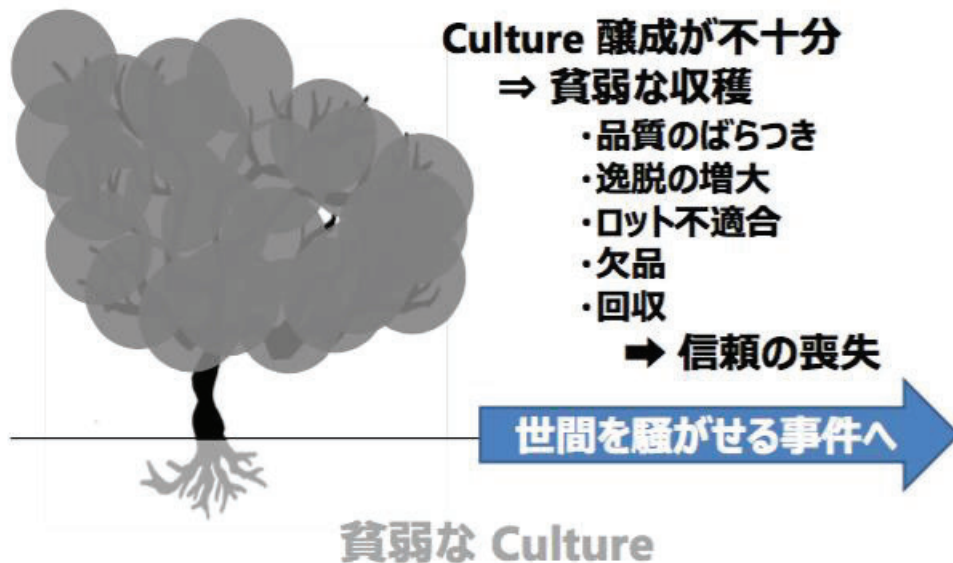 Culture 醸成が不十分
⇒ 貧弱な収穫
・品質のばらつき
・逸脱の増大
・ロット不適合
・欠品
・回収
➡ 信頼の喪失
世間を騒がせる事件へ
貧弱な Culture